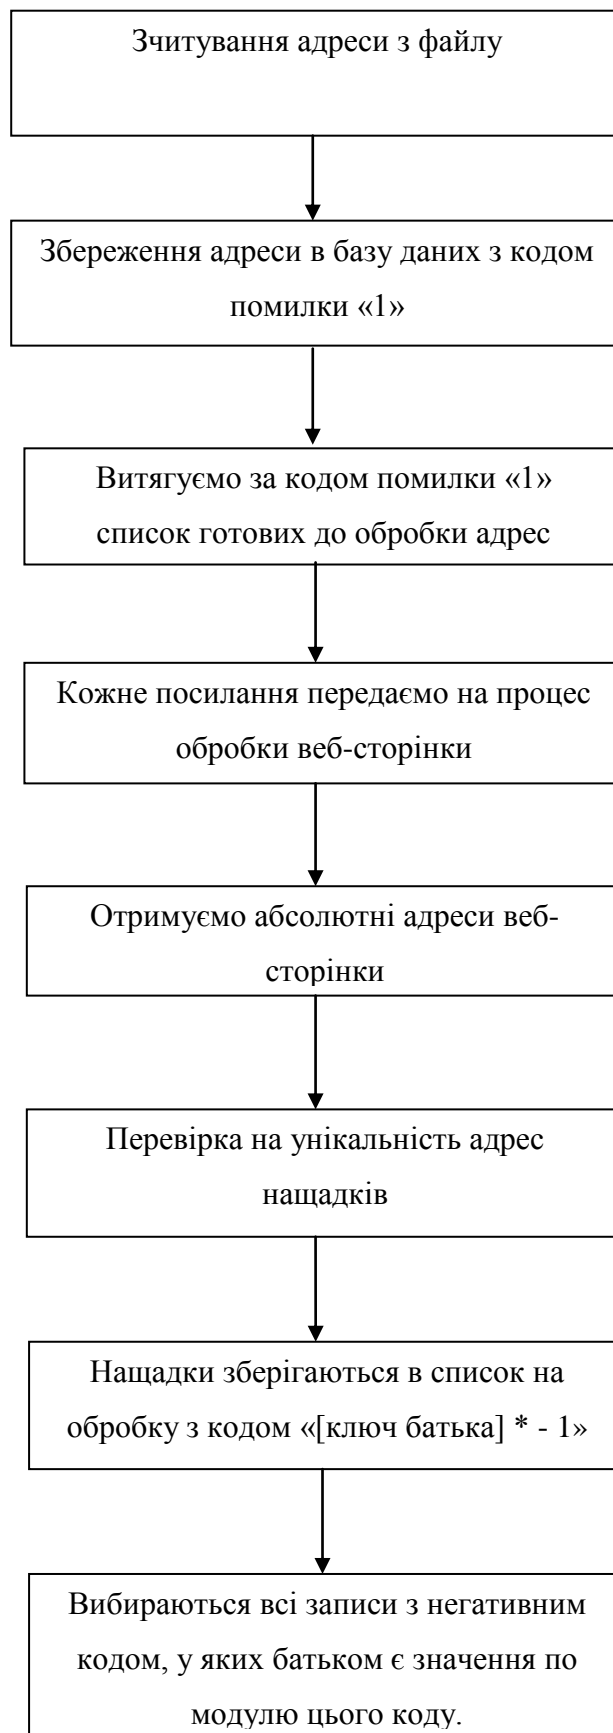 Зчитування адреси з файлу
Збереження адреси в базу даних з кодом
помилки «1»
Витягуємо за кодом помилки «1»
список готових до обробки адрес
Кожне посилання передаємо на процес
обробки веб-сторінки
Отримуємо абсолютні адреси веб-
сторінки
Перевірка на унікальність адрес
нащадків
Нащадки зберігаються в список на
обробку з кодом «[ключ батька] * - 1»
Вибираються всі записи з негативним
кодом, у яких батьком є значення по
модулю цього коду.